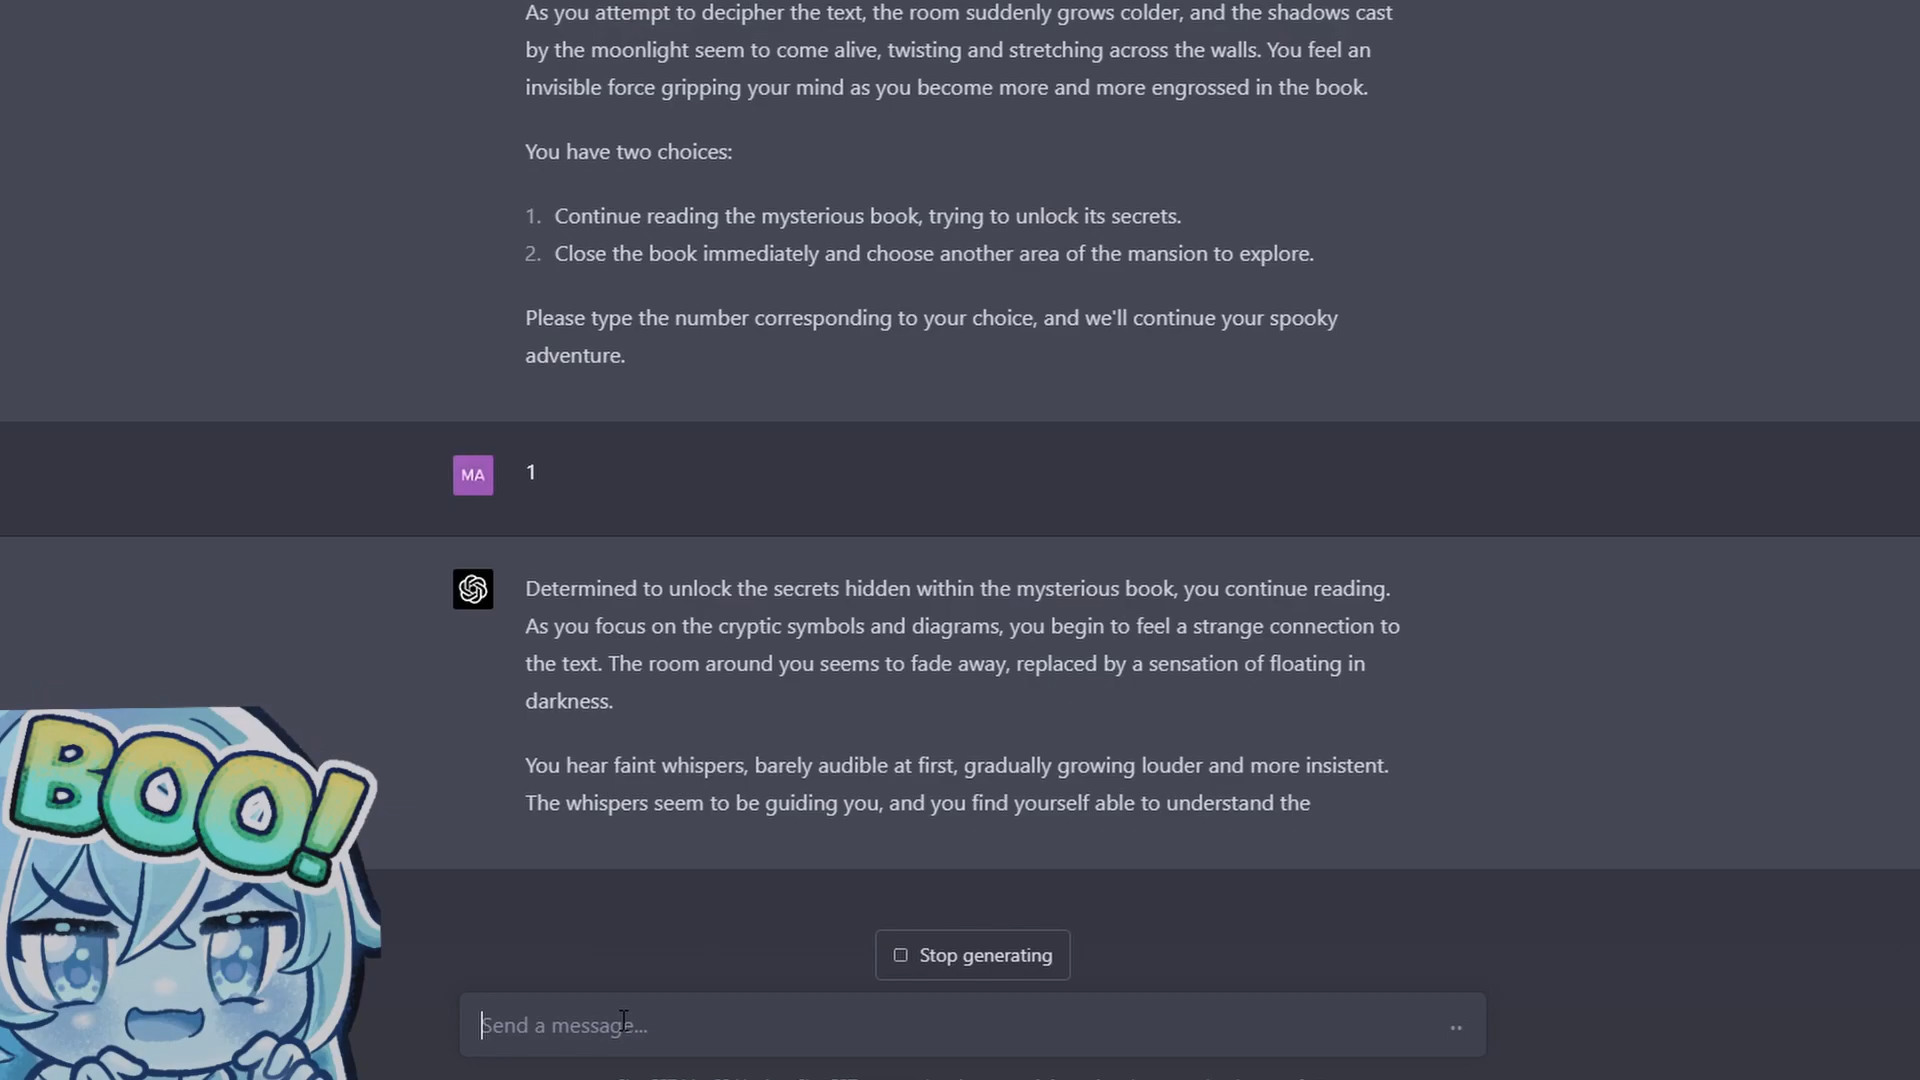 As you attempt to decipher the text, the room suddenly grows colder, and the shadows cast
by the moonlight seem to come alive, twisting and stretching across the walls. You feel an
invisible force gripping your mind as you become more and more engrossed in the book.
You have two choices:
1. Continue reading the mysterious book, trying to unlock its secrets.
2. Close the book immediately and choose another area of the mansion to explore.
Please type the number corresponding to your choice, and we'll continue your spooky
adventure.
MA
1
Determined to unlock the secrets hidden within the mysterious book, you continue reading.
As you focus on the cryptic symbols and diagrams, you begin to feel a strange connection to
the text. The room around you seems to fade away, replaced by a sensation of floating in
darkness.
You hear faint whispers, barely audible at first, gradually growing louder and more insistent.
The whispers seem to be guiding you, and you find yourself able to understand the
BOO!
Stop generating
Send a message...